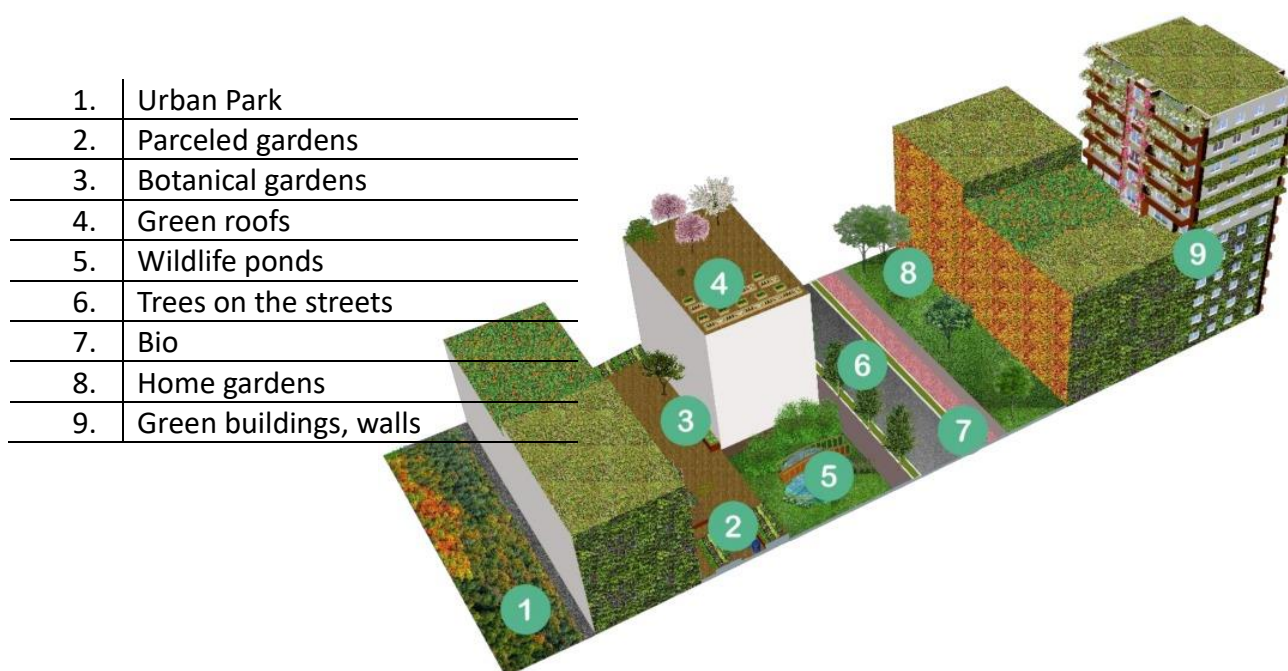 1. Urban Park
2. Parceled gardens
3. Botanical gardens
4. Green roofs
5. Wildlife ponds
6. Trees on the streets
7. Bio
8. Home gardens
9. Green buildings, walls
9
8
4
6
3
7
5
2
1